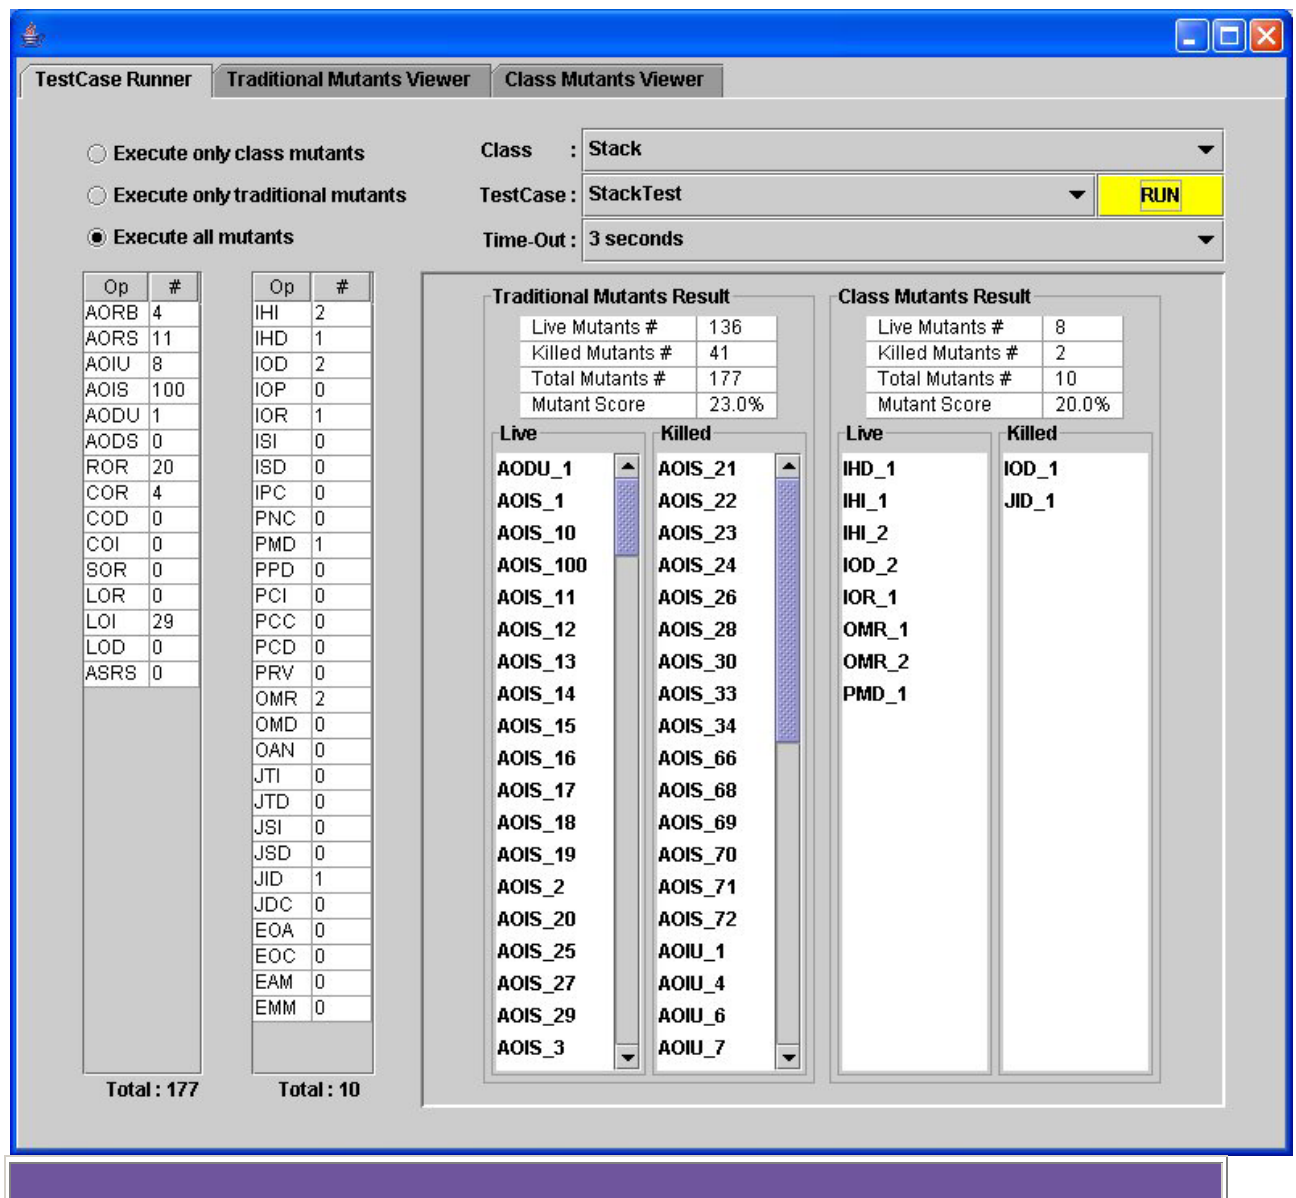 TestCase Runner Traditional Mutants Viewer Class Mutants Viewer
Execute only class mutants
Execute only traditional mutants
Execute all mutants
Class : Stack
TestCase : StackTest RUN
Time-Out : 3 seconds
Op #
AORB 4
AORS 11
AOIU 8
AOIS 100
AODU 1
AODS 0
ROR 20
COR 4
COD 0
COI 0
SOR 0
LOR 0
LOI 29
LOD 0
ASRS 0
Total : 177
Op #
IHI 2
IHD 1
IOD 2
IOP 0
IOR 1
ISI 0
ISD 0
IPC 0
PNC 0
PMD 1
PPD 0
PCI 0
PCC 0
PCD 0
PRV 0
OMR 2
OMD 0
OAN 0
JTI 0
JTD 0
JSI 0
JSD 0
JID 1
JDC 0
EOA 0
EOC 0
EAM 0
EMM 0
Total : 10
Traditional Mutants Result
Live Mutants # 136
Killed Mutants # 41
Total Mutants # 177
Mutant Score 23.0%
Live
AODU_1
AOIS_1
AOIS_10
AOIS_100
AOIS_11
AOIS_12
AOIS_13
AOIS_14
AOIS_15
AOIS_16
AOIS_17
AOIS_18
AOIS_19
AOIS_2
AOIS_20
AOIS_25
AOIS_27
AOIS_29
AOIS_3
Killed
AOIS_21
AOIS_22
AOIS_23
AOIS_24
AOIS_26
AOIS_28
AOIS_30
AOIS_33
AOIS_34
AOIS_66
AOIS_68
AOIS_69
AOIS_70
AOIS_71
AOIS_72
AOIU_1
AOIU_4
AOIU_6
AOIU_7
Class Mutants Result
Live Mutants # 8
Killed Mutants # 2
Total Mutants # 10
Mutant Score 20.0%
Live
IHD_1
IHI_1
IHI_2
IOD_2
IOR_1
OMR_1
OMR_2
PMD_1
Killed
IOD_1
JID_1